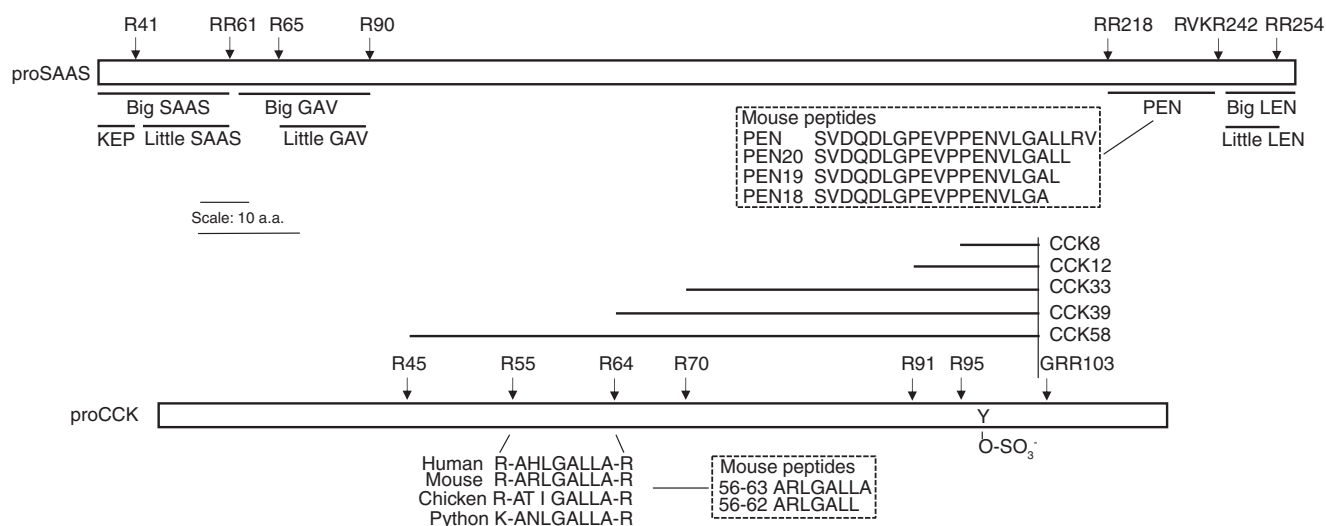 R41 RR61 R65 R90 RR218 RVKR242 RR254
proSAAS
Big SAAS Big GAV PEN Big LEN
KEP Little SAAS Little GAV Little LEN
Mouse peptides
PEN SVDQDLGPEVPPENVLGALLRV
PEN20 SVDQDLGPEVPPENVLGALL
PEN19 SVDQDLGPEVPPENVLGAL
PEN18 SVDQDLGPEVPPENVLGA
Scale: 10 a.a.
CCK8
CCK12
CCK33
CCK39
CCK58
R45 R55 R64 R70 R91 R95 GRR103
proCCK
Y
O-SO3-
Human R-AHLGALLA-R
Mouse R-ARLGALLA-R
Chicken R-AT I GALLA-R
Python K-ANLGALLA-R
Mouse peptides
56-63 ARLGALLA
56-62 ARLGALL